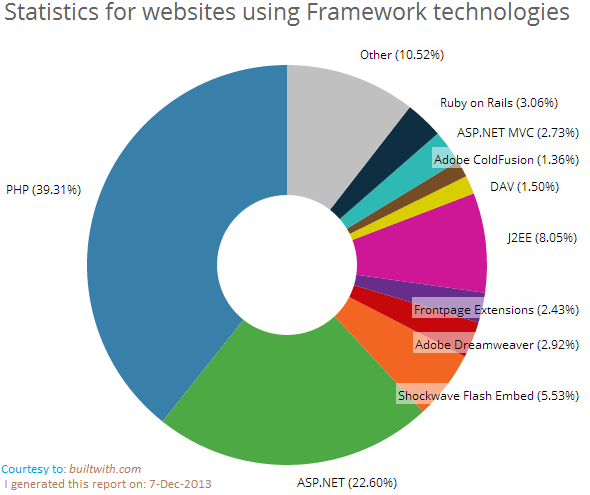 Statistics for websites using Framework technologies
Other (10.52%)
Ruby on Rails (3.06%)
ASP.NET MVC (2.73%)
Adobe ColdFusion (1.36%)
DAV (1.50%)
PHP (39.31%)
J2EE (8.05%)
Frontpage Extensions (2.43%)
Adobe Dreamweaver (2.92%)
Shockwave Flash Embed (5.53%)
Courtesy to: builtwith.com
I generated this report on: 7-Dec-2013
ASP.NET (22.60%)